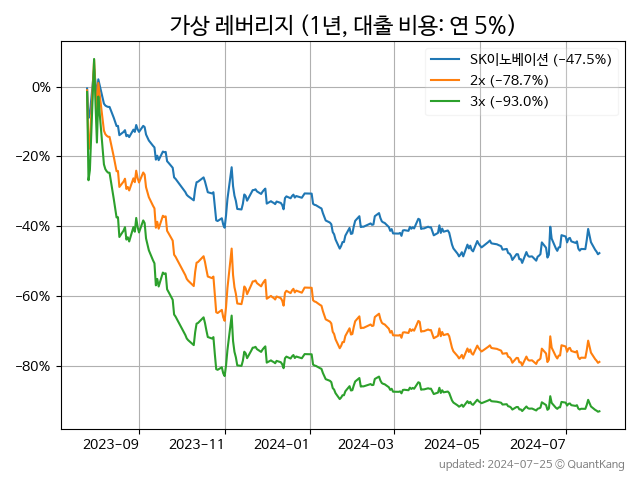 가상 레버리지 (1년, 대출 비용: 연 5%)
SK이노베이션 (−47.5%)
2x (−78.7%)
3x (−93.0%)
0%
−20%
−40%
−60%
−80%
2023−09 2023−11 2024−01 2024−03 2024−05 2024−07
updated: 2024-07-25 © QuantKang